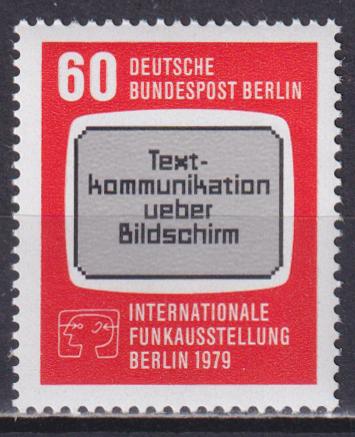 60 DEUTSCHE
BUNDESPOST BERLIN
Text-
kommunikation
ueber
Bildschirm
INTERNATIONALE
FUNKAUSSTELLUNG
BERLIN 1979